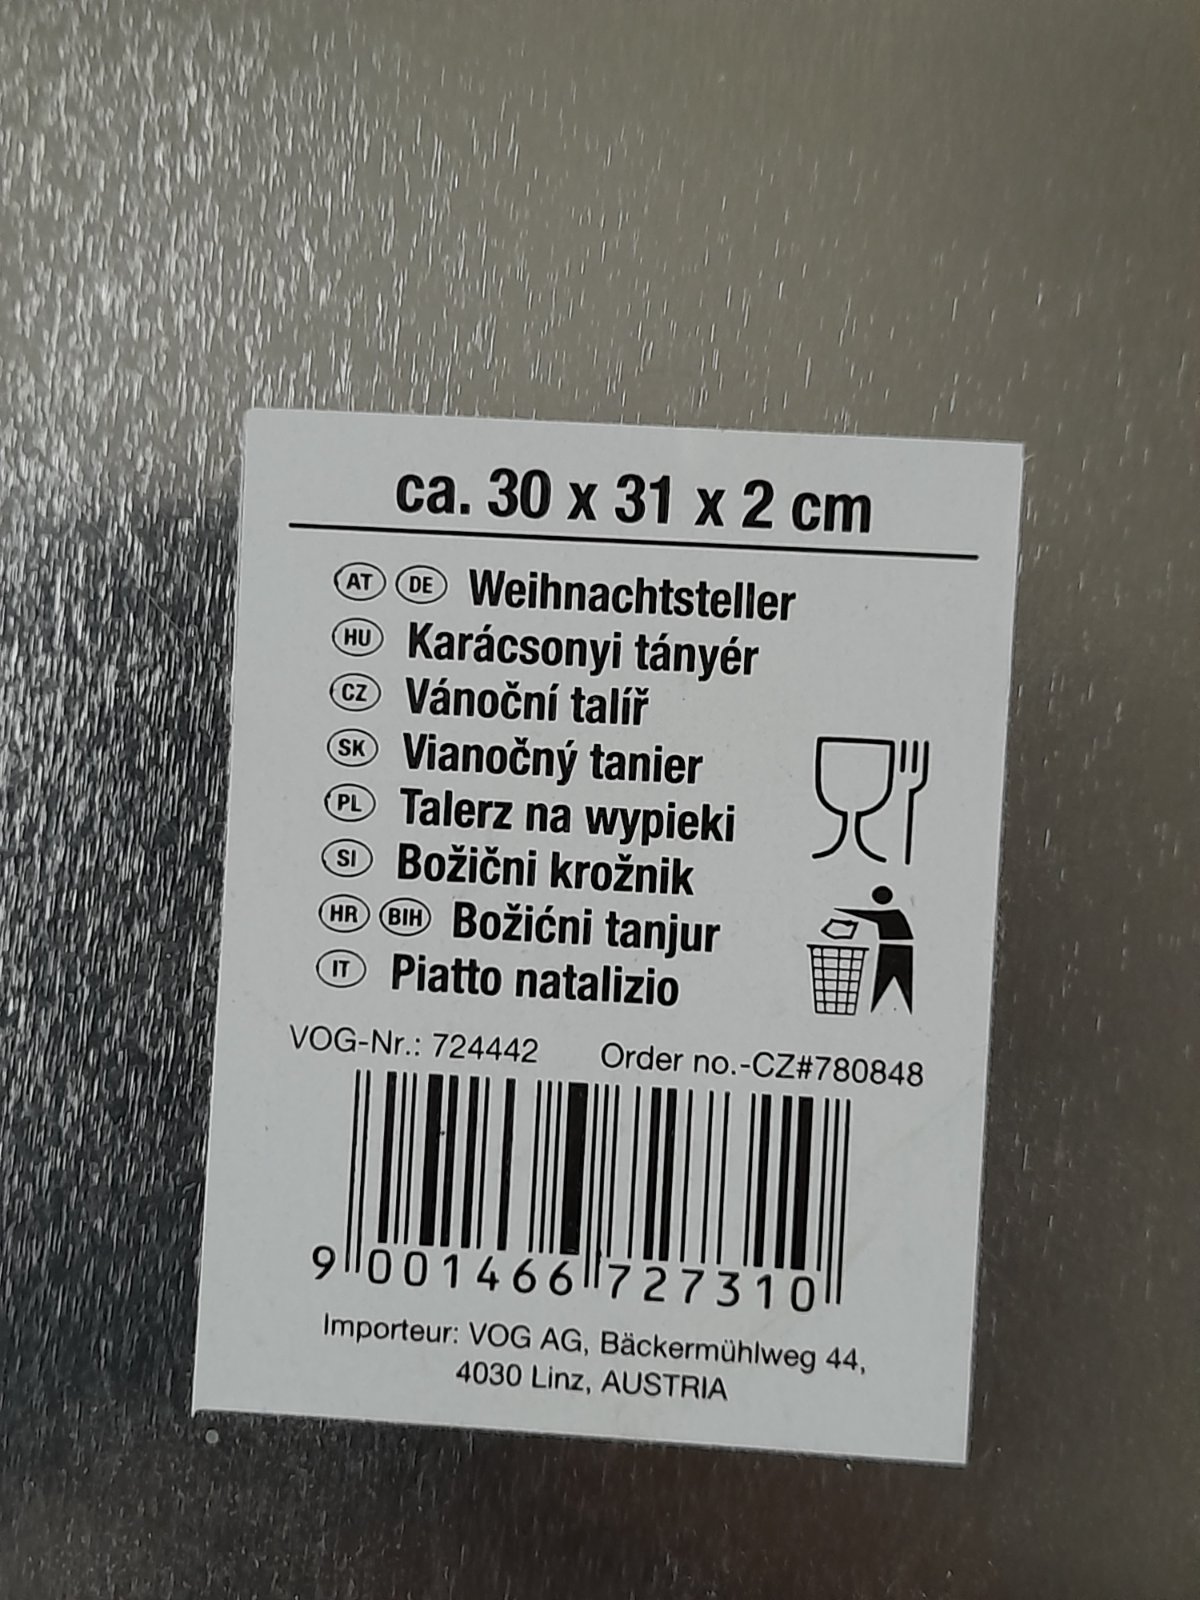 ca. 30 x 31 x 2 cm
AT DE Weihnachtsteller
HU Karácsonyi tányér
CZ Vánoční talíř
SK Vianočný tanier
PL Talerz na wypieki
SI Božični krožnik
HR BIH Božićni tanjur
IT Piatto natalizio
VOG-Nr.: 724442 Order no.-CZ#780848
9 001466 727310
Importeur: VOG AG, Bäckermühlweg 44,
4030 Linz, AUSTRIA